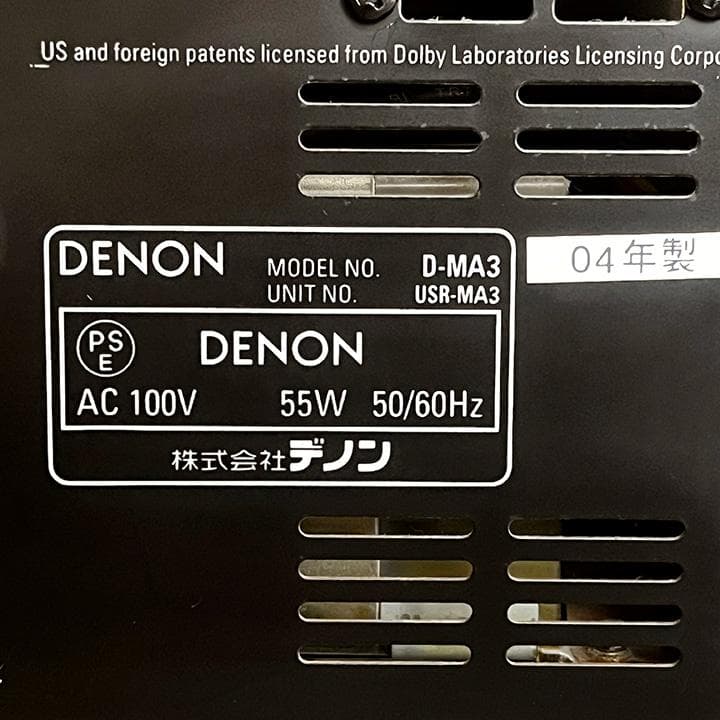 US and foreign patents licensed from Dolby Laboratories Licensing Corpo
DENON MODEL NO. D-MA3
UNIT NO. USR-MA3
04年製
PSE DENON
AC 100V 55W 50/60Hz
株式会社デノン